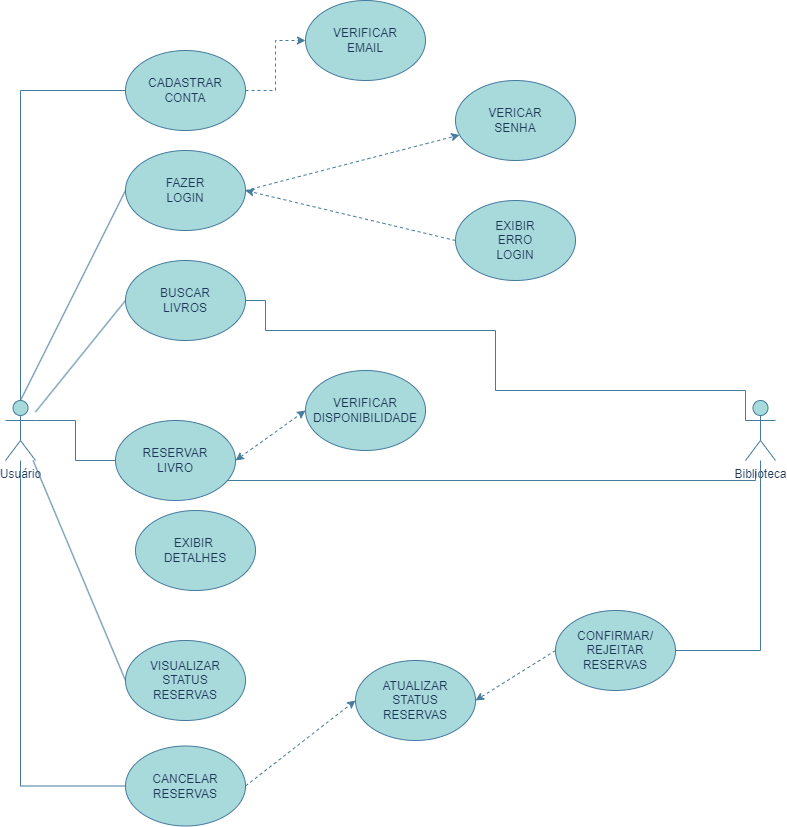 VERIFICAR
EMAIL
CADASTRAR
CONTA
VERICAR
SENHA
FAZER
LOGIN
EXIBIR
ERRO
LOGIN
BUSCAR
LIVROS
VERIFICAR
DISPONIBILIDADE
RESERVAR
LIVRO
Usuário
Biblioteca
EXIBIR
DETALHES
CONFIRMAR/
REJEITAR
RESERVAS
VISUALIZAR
STATUS
RESERVAS
ATUALIZAR
STATUS
RESERVAS
CANCELAR
RESERVAS